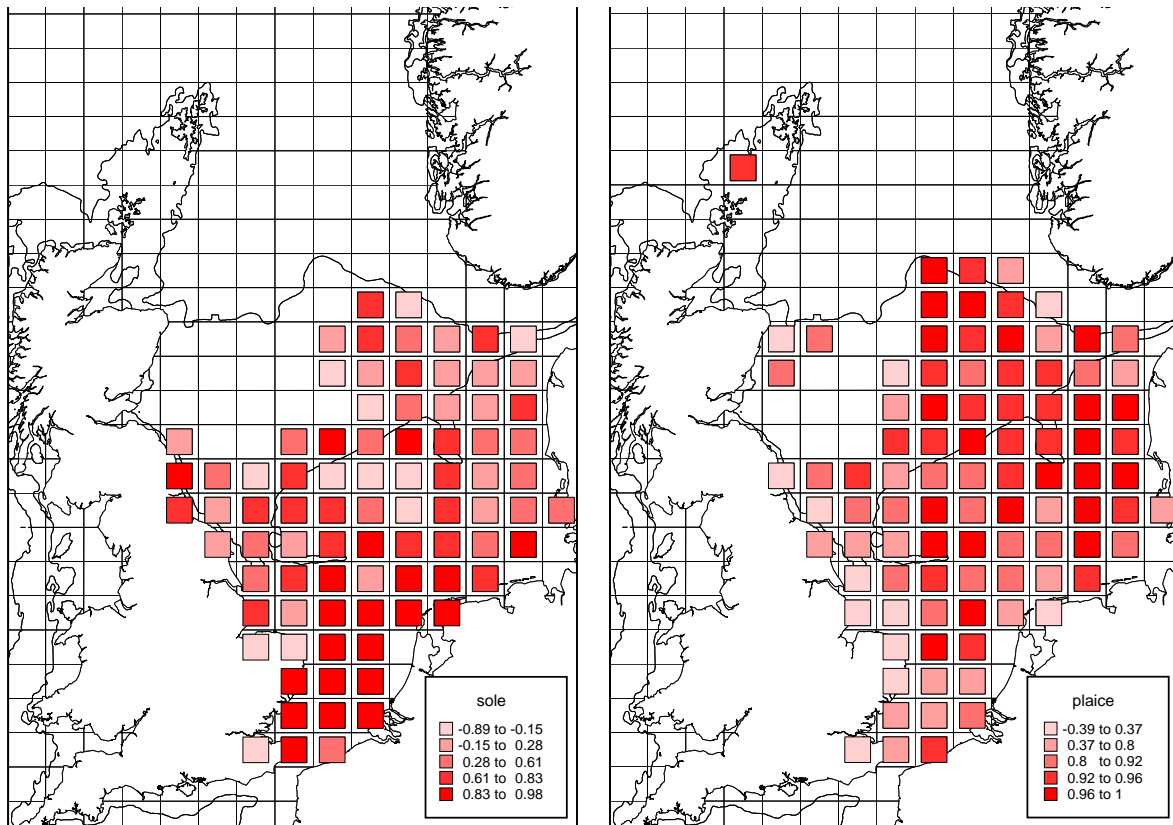 sole
-0.89 to -0.15
-0.15 to 0.28
0.28 to 0.61
0.61 to 0.83
0.83 to 0.98
plaice
-0.39 to 0.37
0.37 to 0.8
0.8 to 0.92
0.92 to 0.96
0.96 to 1